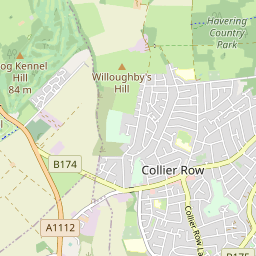 Havering
Country
Park
og Kennel
Hill
84 m
Willoughby's
Hill
B174
Collier Row
A1112
Collier Row La
B175